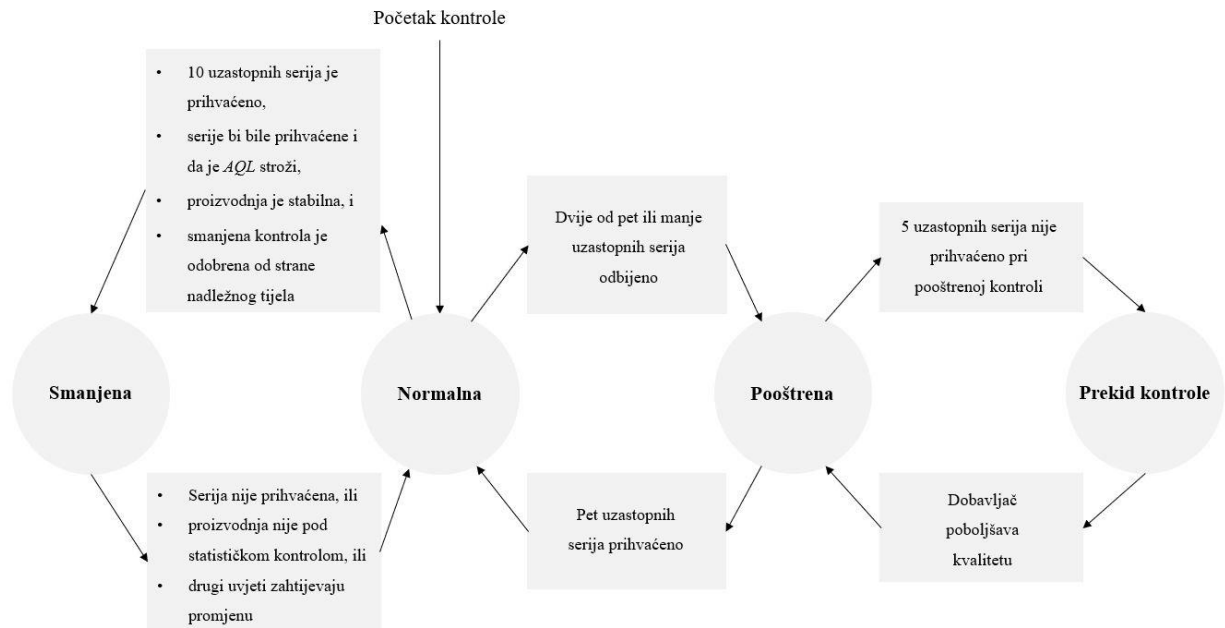 Početak kontrole
• 10 uzastopnih serija je
prihvaćeno,
• serije bi bile prihvaćene i
da je AQL stroži,
• proizvodnja je stabilna, i
• smanjena kontrola je
odobrena od strane
nadležnog tijela
Dvije od pet ili manje
uzastopnih serija
odbijeno
5 uzastopnih serija nije
prihvaćeno pri
pooštrenoj kontroli
Smanjena
Normalna
Pooštrena
Prekid kontrole
• Serija nije prihvaćena, ili
• proizvodnja nije pod
statističkom kontrolom, ili
• drugi uvjeti zahtijevaju
promjenu
Pet uzastopnih
serija prihvaćeno
Dobavljač
poboljšava
kvalitetu